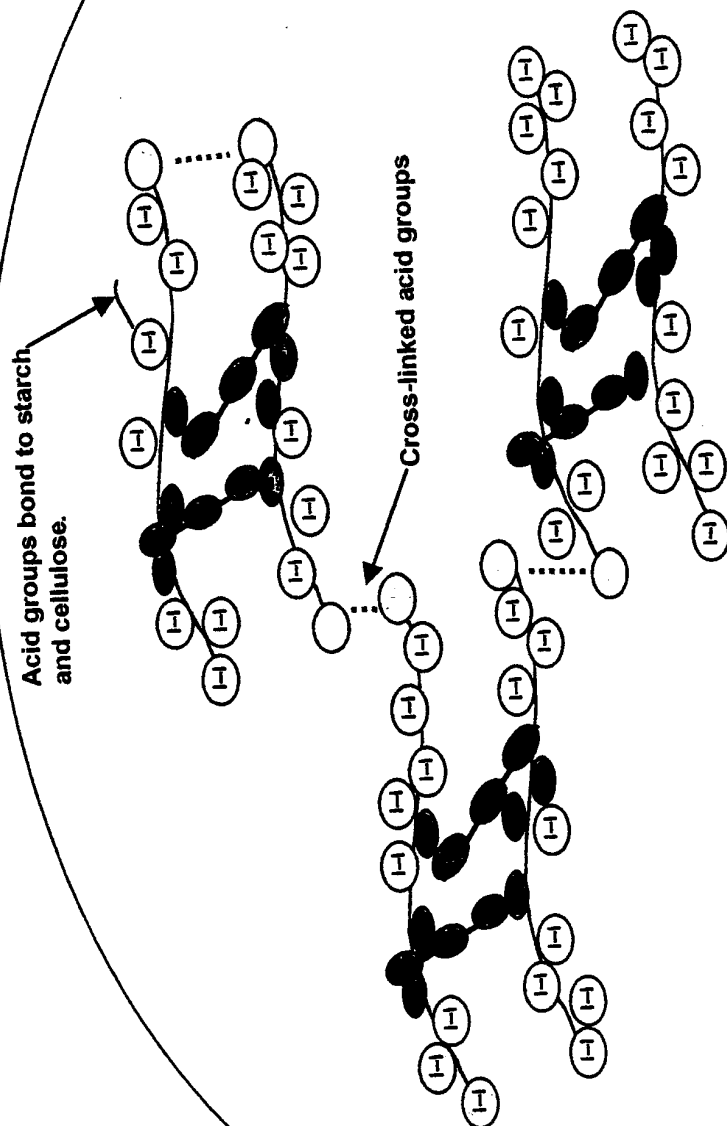 Acid groups bond to starch
and cellulose.
Cross-linked acid groups
H H H H H H H
H H H H H H H
H H H H H H H H
H H H H H H H H
H H H H H H H H
H H H H H H H H H